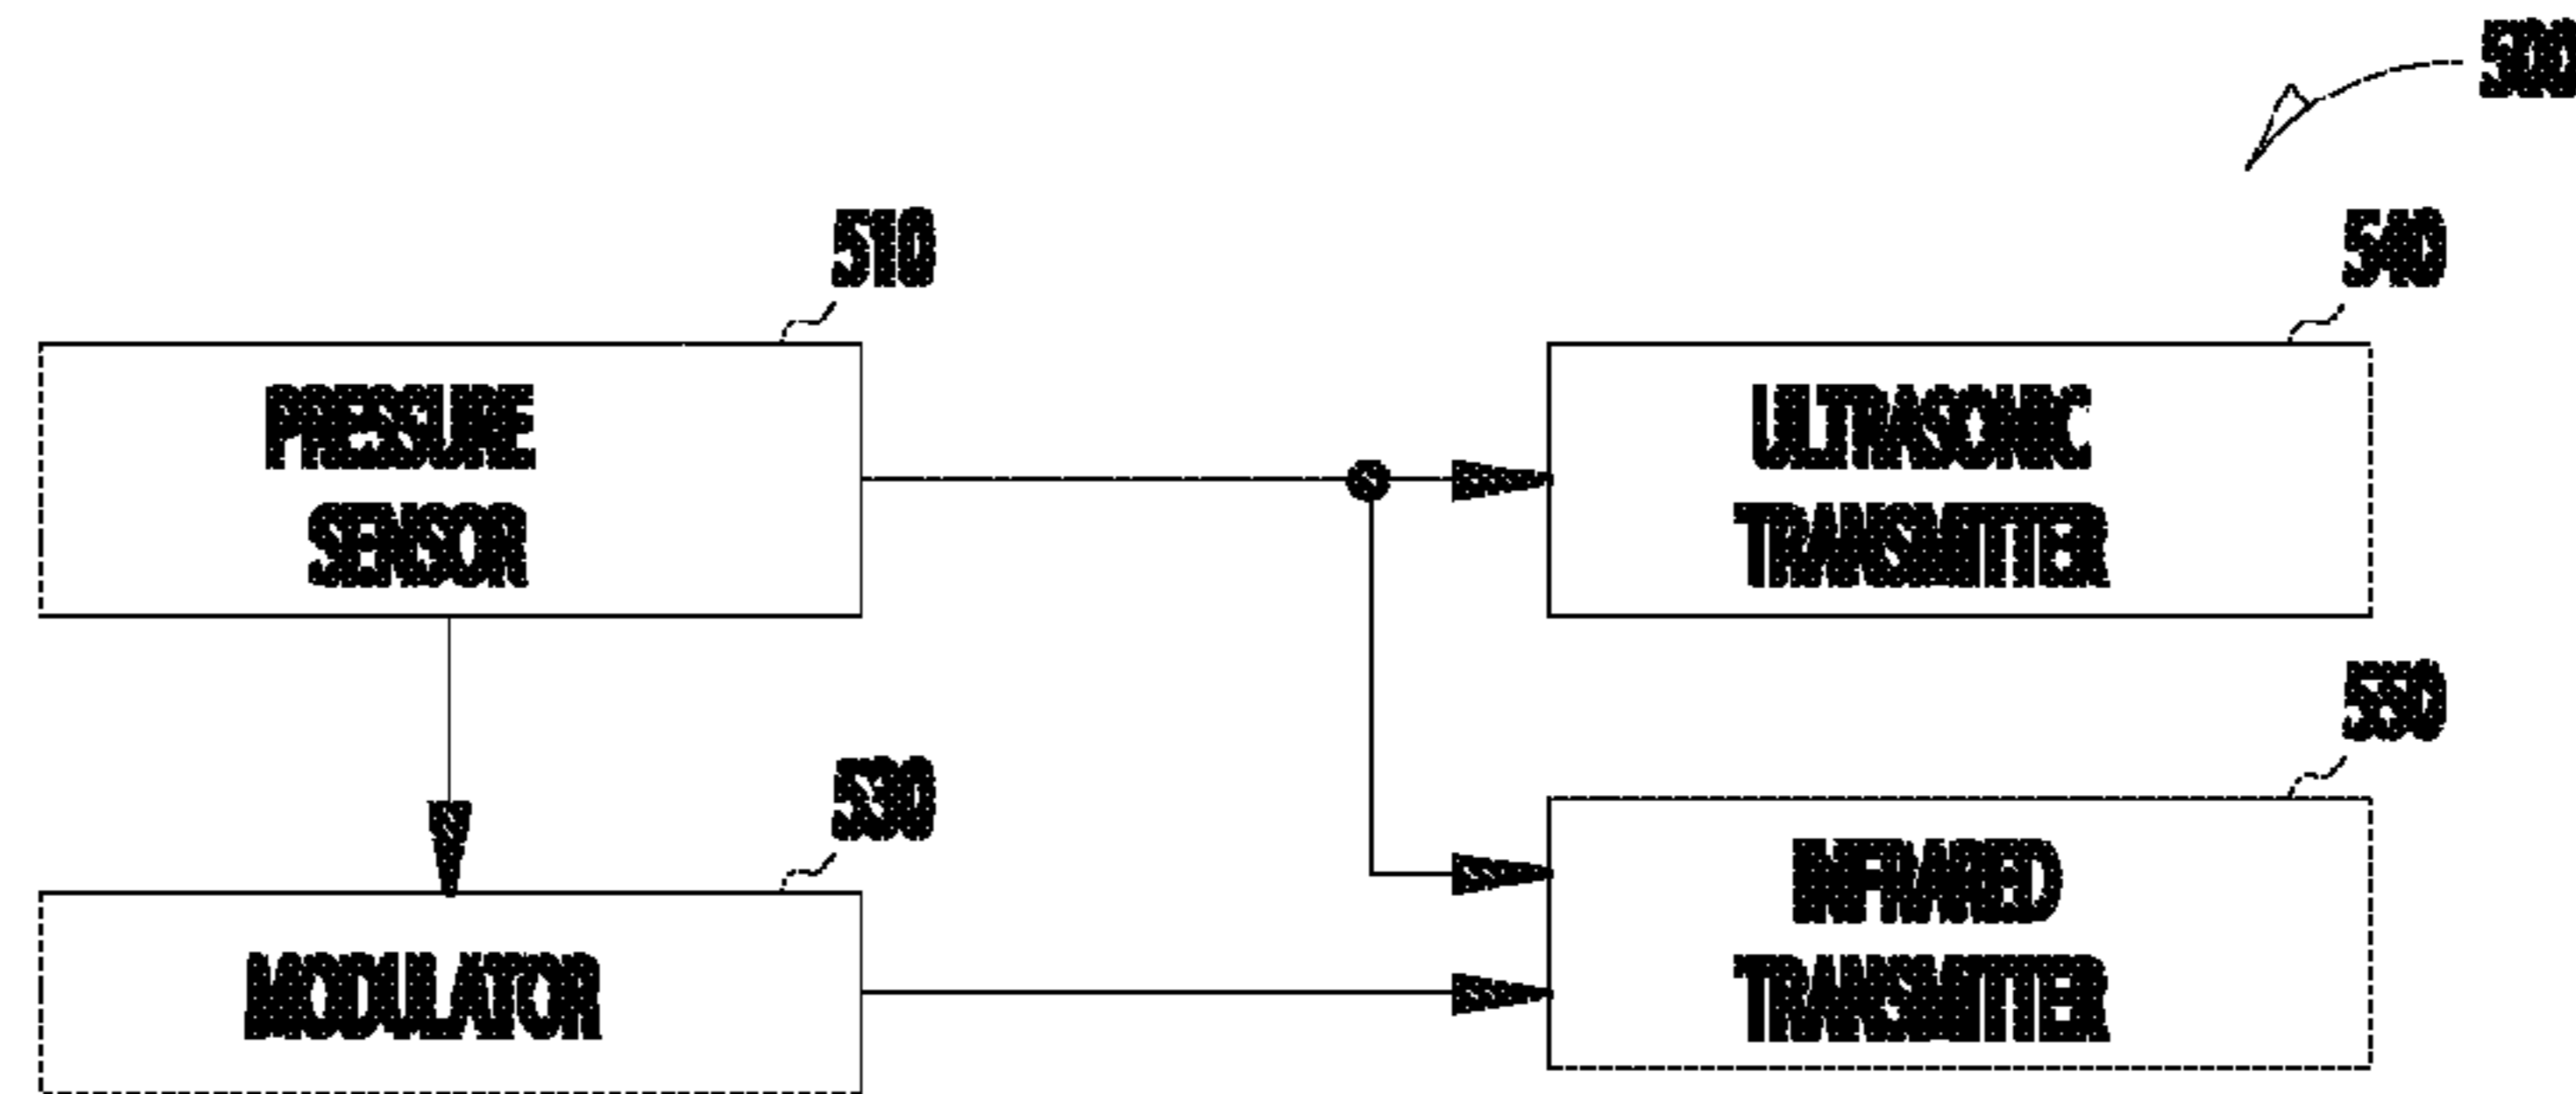 500
510
540
PRESSURE
SENSOR
ULTRASONIC
TRANSMITTER
550
530
INFRARED
TRANSMITTER
MODULATOR